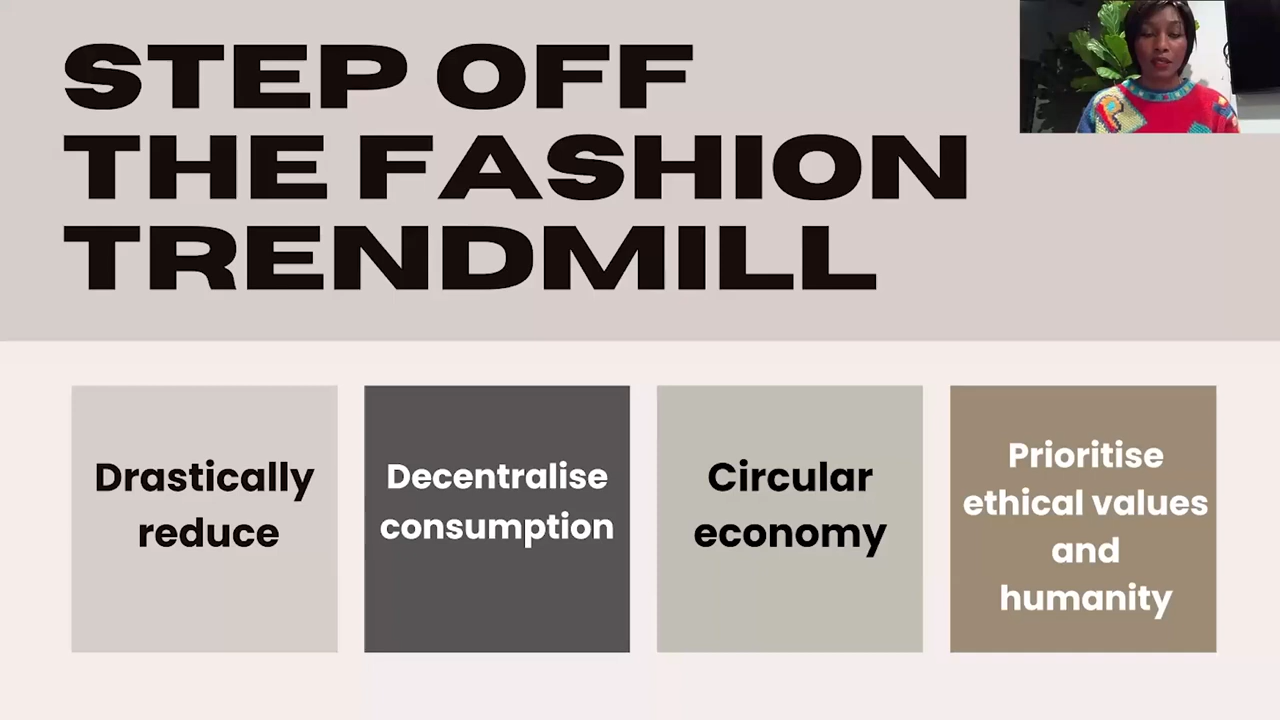 STEP OFF
THE FASHION
TRENDMILL
Drastically
reduce
Decentralise
consumption
Circular
economy
Prioritise
ethical values
and
humanity